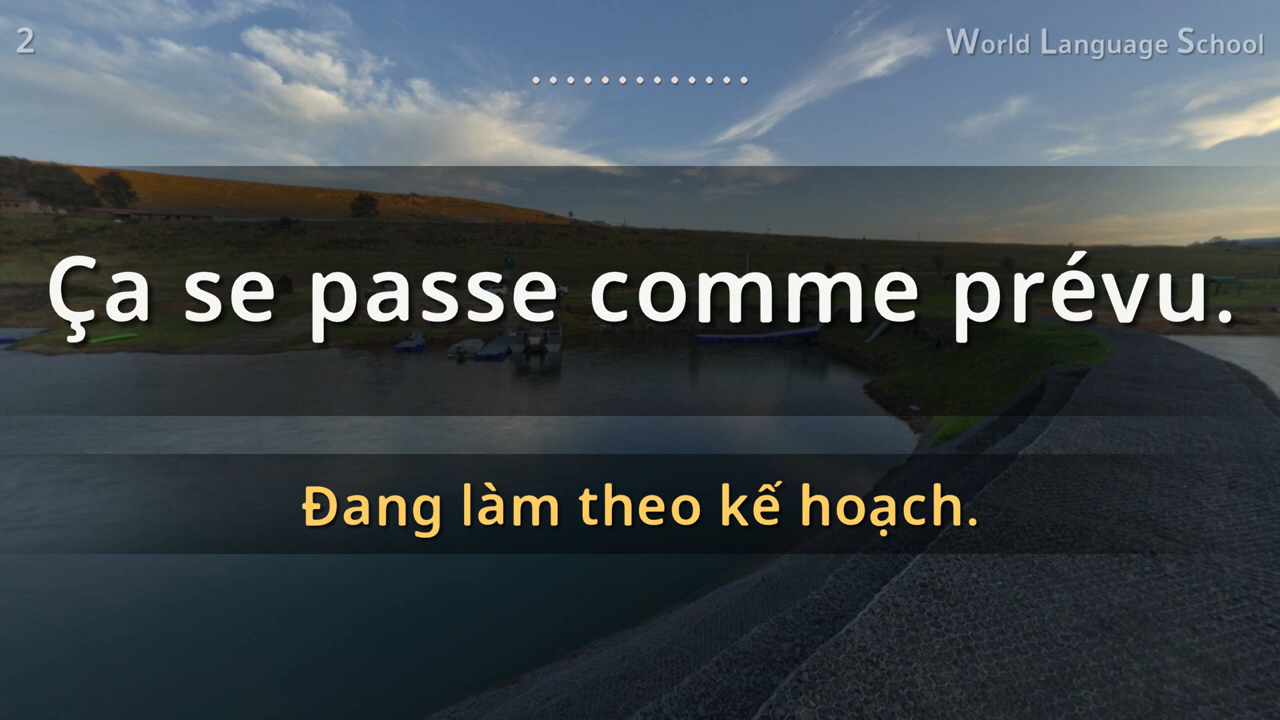 2
World Language School
Ça se passe comme prévu.
Đang làm theo kế hoạch.